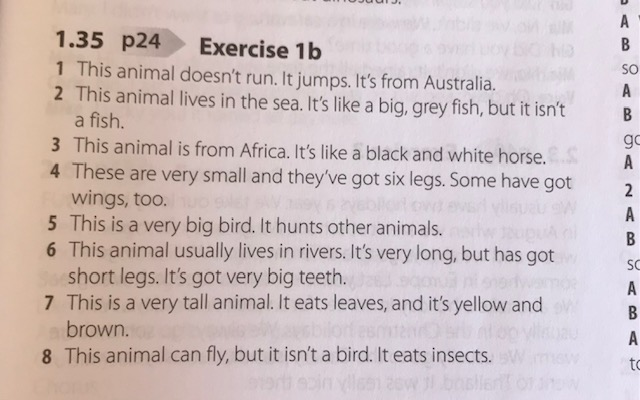 1.35 p24 Exercise 1b
1 This animal doesn't run. It jumps. It's from Australia.
2 This animal lives in the sea. It's like a big, grey fish, but it isn't
a fish.
3 This animal is from Africa. It's like a black and white horse.
4 These are very small and they've got six legs. Some have got
wings, too.
5 This is a very big bird. It hunts other animals.
6 This animal usually lives in rivers. It's very long, but has got
short legs. It's got very big teeth.
7 This is a very tall animal. It eats leaves, and it's yellow and
brown.
8 This animal can fly, but it isn't a bird. It eats insects.
A
B
so
A
B
A
2
A
B
A
B
A